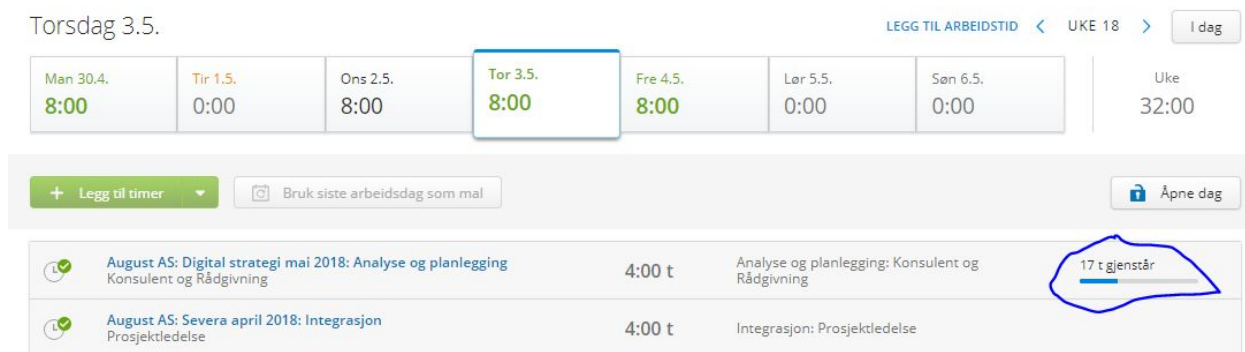 Torsdag 3.5.
LEGG TIL ARBEIDSTID < UKE 18 > I dag
Man 30.4. Tir 1.5. Ons 2.5. Tor 3.5. Fre 4.5. Lør 5.5. Søn 6.5. Uke
8:00 0:00 8:00 8:00 8:00 0:00 0:00 32:00
+ Legg til timer Bruk siste arbeidsdag som mal Åpne dag
August AS: Digital strategi mai 2018: Analyse og planlegging
Konsulent og Rådgivning
4:00 t
Analyse og planlegging: Konsulent og
Rådgivning
17 t gjenstår
August AS: Severa april 2018: Integrasjon
Prosjektledelse
4:00 t
Integrasjon: Prosjektledelse